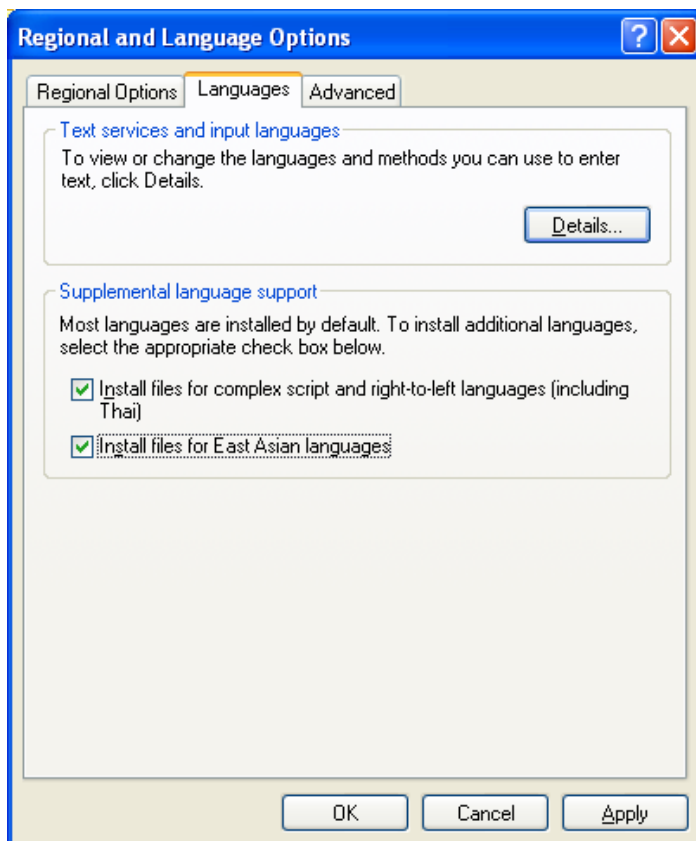 Regional and Language Options
Regional Options Languages Advanced
Text services and input languages
To view or change the languages and methods you can use to enter
text, click Details.
Details...
Supplemental language support
Most languages are installed by default. To install additional languages,
select the appropriate check box below.
Install files for complex script and right-to-left languages (including
Thai)
Install files for East Asian languages
OK Cancel Apply